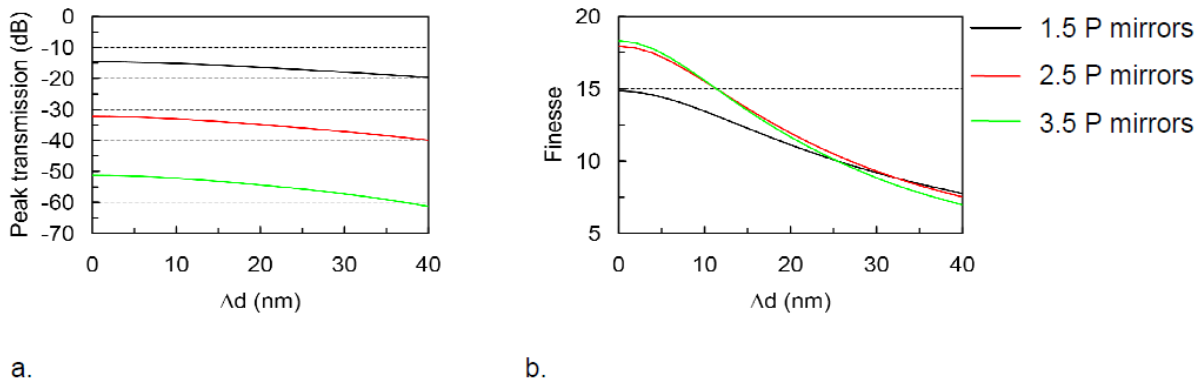 Peak transmission (dB)
0
-10
-20
-30
-40
-50
-60
-70
0 10 20 30 40
Δd (nm)
Finesse
20
15
10
5
0 10 20 30 40
Δd (nm)
1.5 P mirrors
2.5 P mirrors
3.5 P mirrors
a. b.